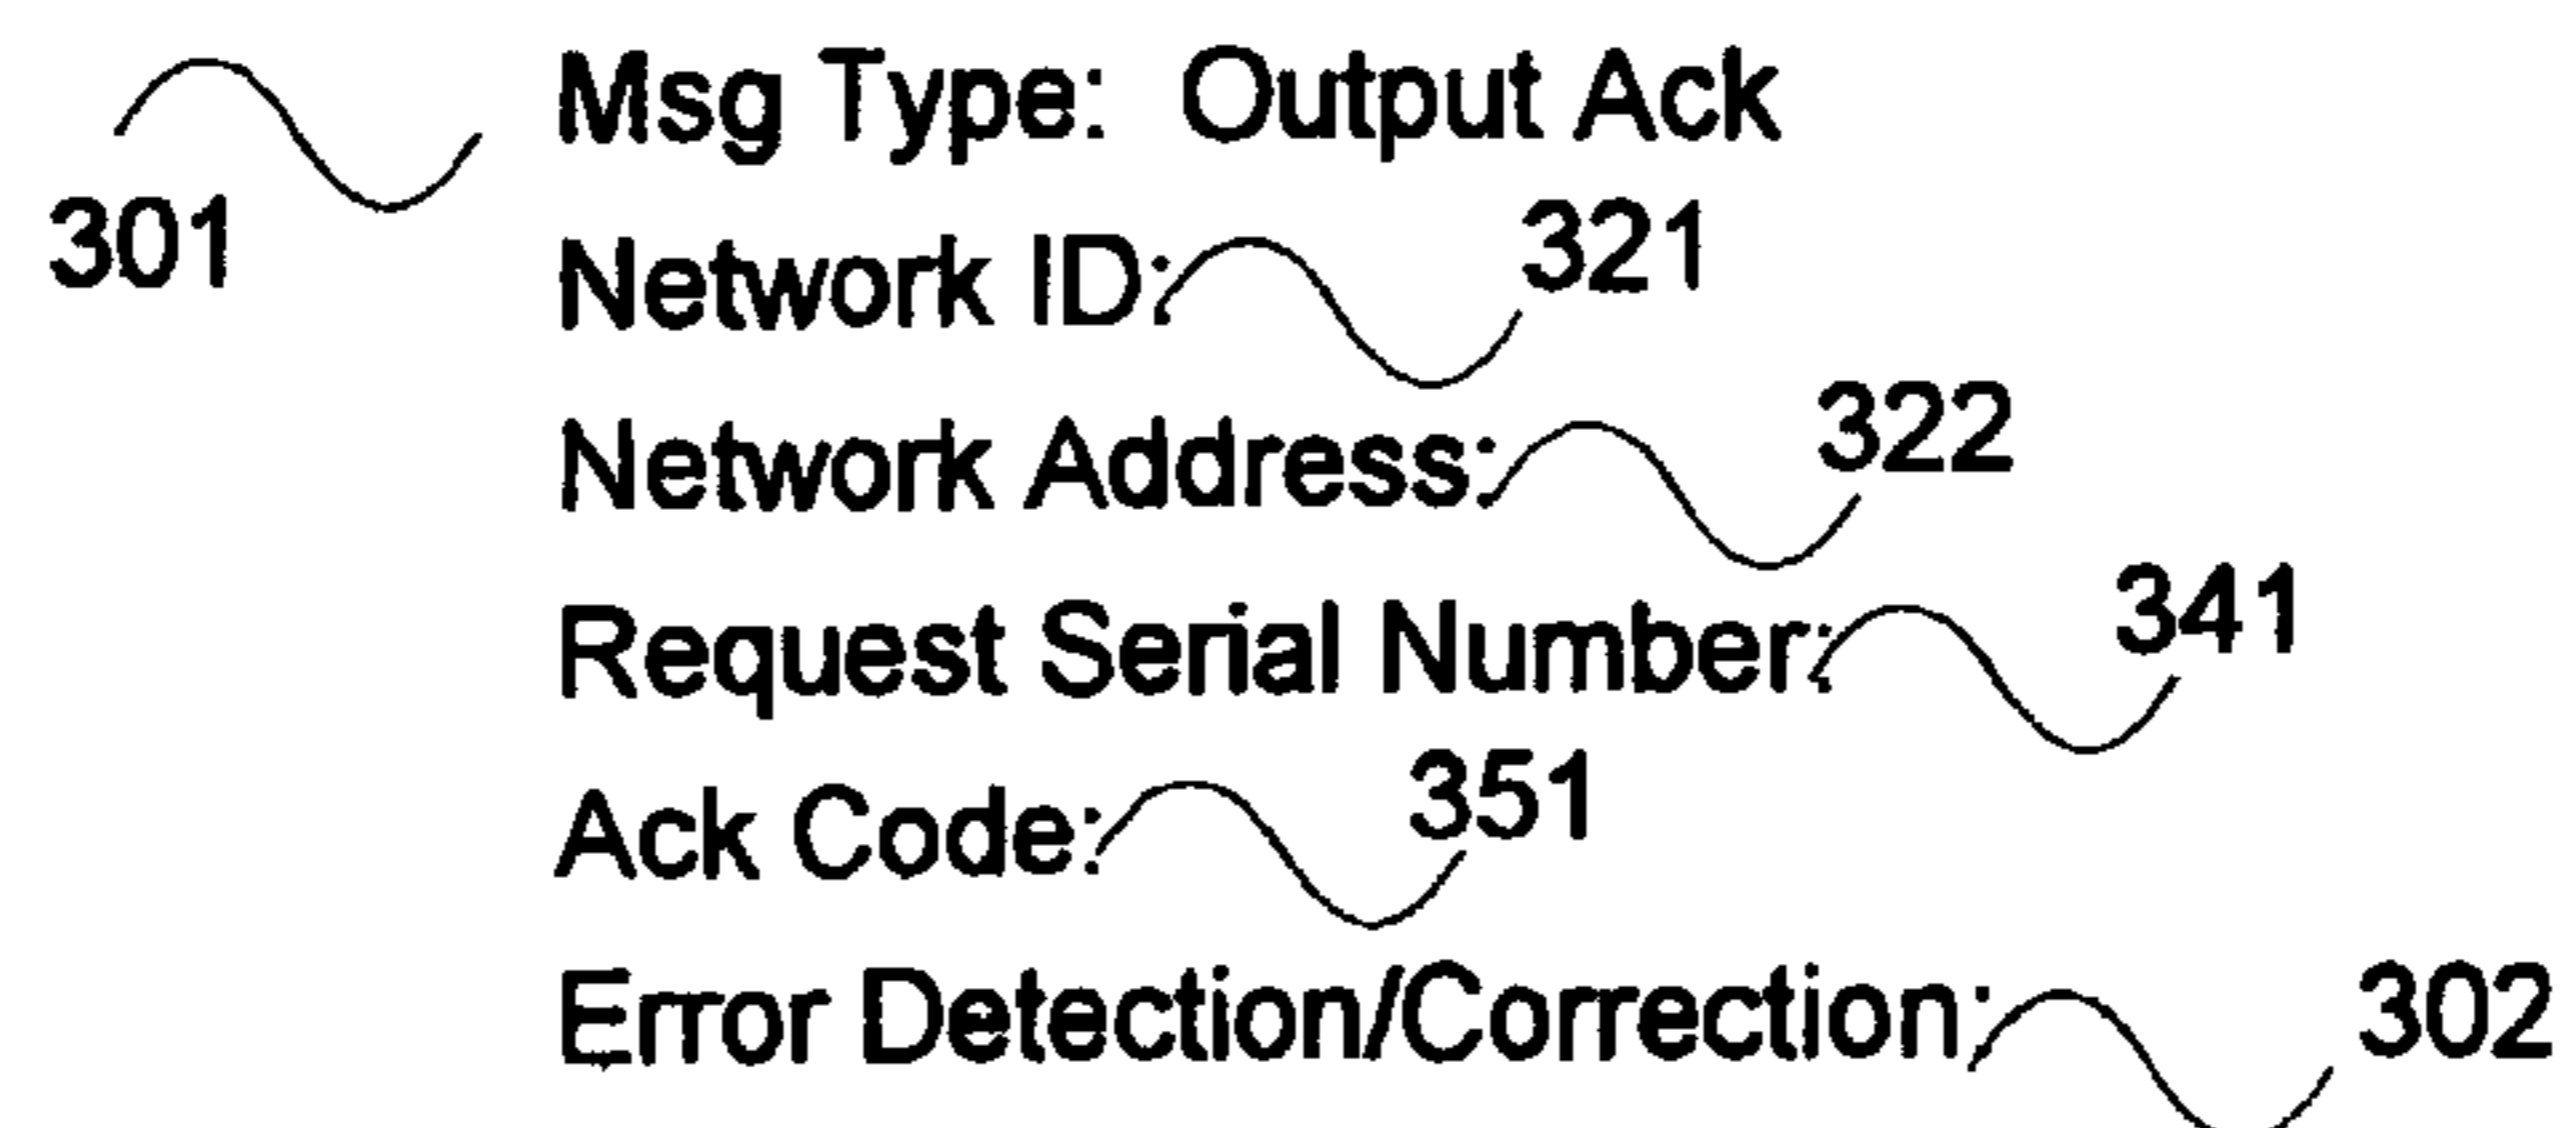 Msg Type: Output Ack
301
Network ID: 321
Network Address: 322
Request Serial Number: 341
Ack Code: 351
Error Detection/Correction: 302